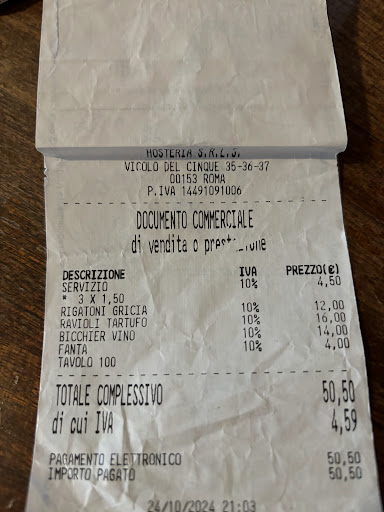 HOSTERIA S.R.L.S.
VICOLO DEL CINQUE 35-36-37
00153 ROMA
P.IVA 14491091006
DOCUMENTO COMMERCIALE
di vendita o prestazione
DESCRIZIONE IVA PREZZO(€)
SERVIZIO 10% 4,50
* 3 X 1,50
RIGATONI GRICIA 10% 12,00
RAVIOLI TARTUFO 10% 16,00
BICCHIER VINO 10% 14,00
FANTA 10% 4,00
TAVOLO 100
TOTALE COMPLESSIVO 50,50
di cui IVA 4,59
PAGAMENTO ELETTRONICO 50,50
IMPORTO PAGATO 50,50
24/10/2024 21:03